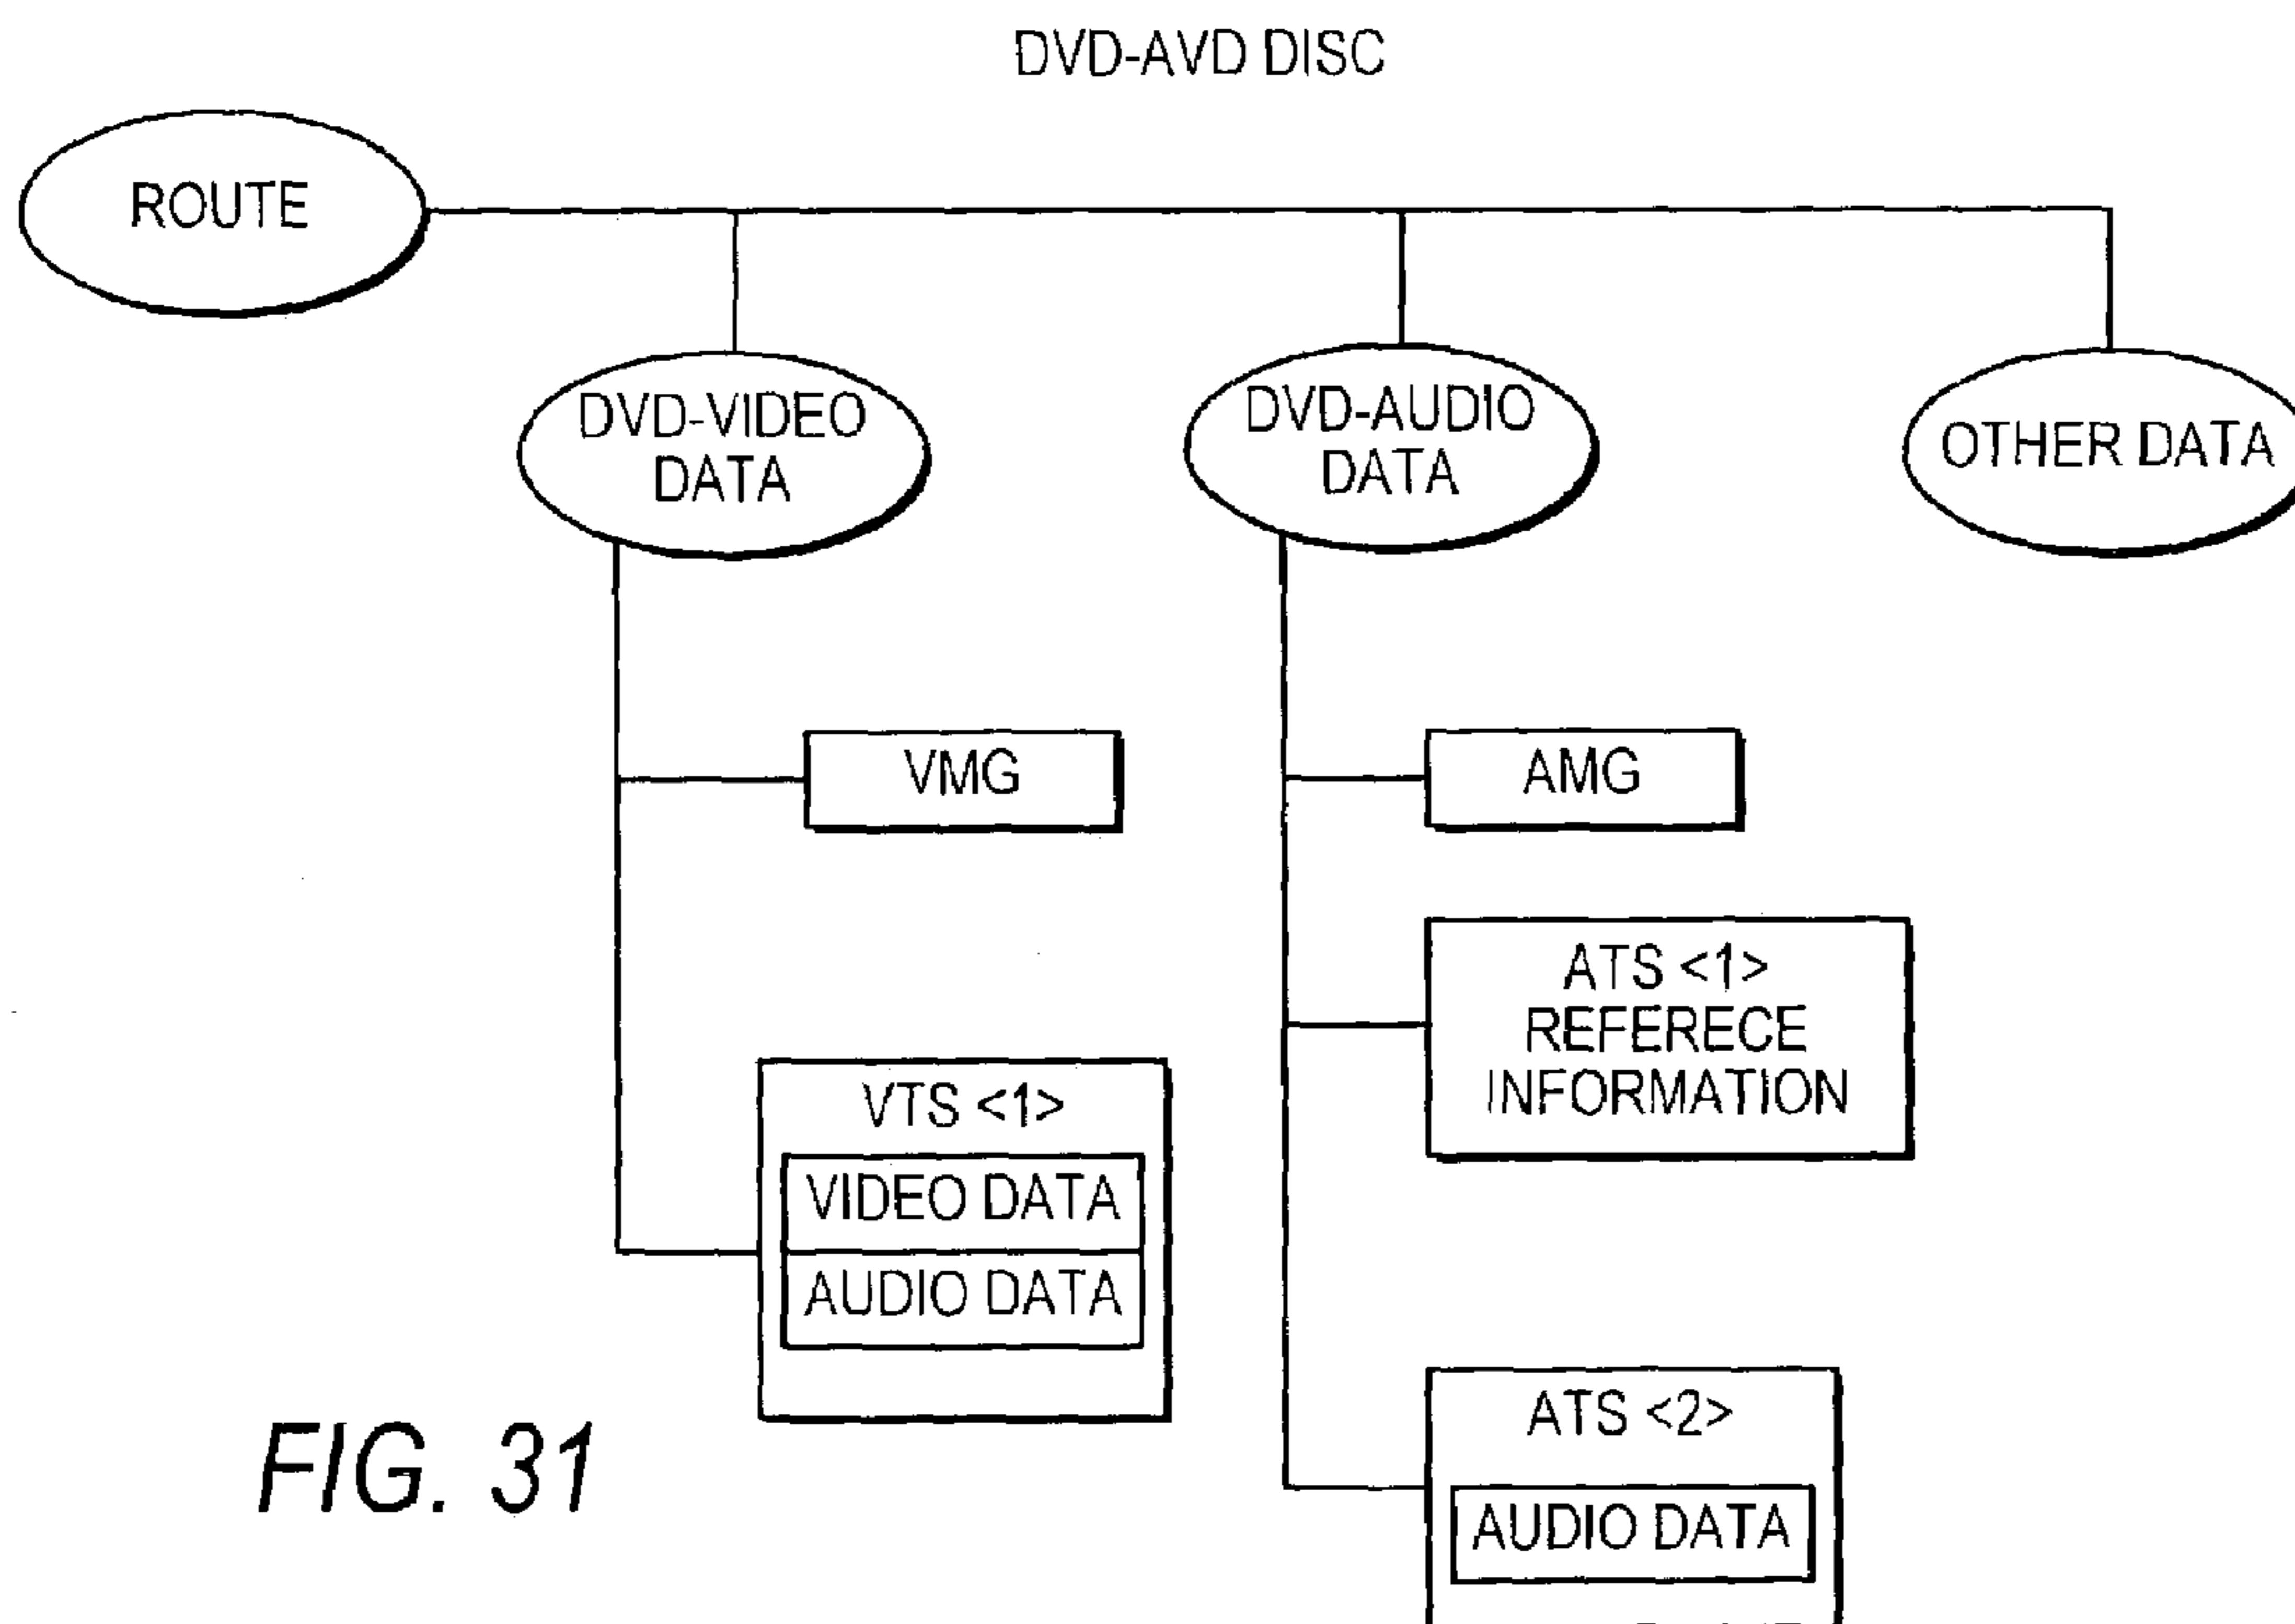 DVD-AVD DISC
ROUTE
DVD-VIDEO
DATA
DVD-AUDIO
DATA
OTHER DATA
VMG
AMG
ATS <1>
REFERECE
INFORMATION
VTS <1>
VIDEO DATA
AUDIO DATA
ATS <2>
AUDIO DATA
FIG. 31